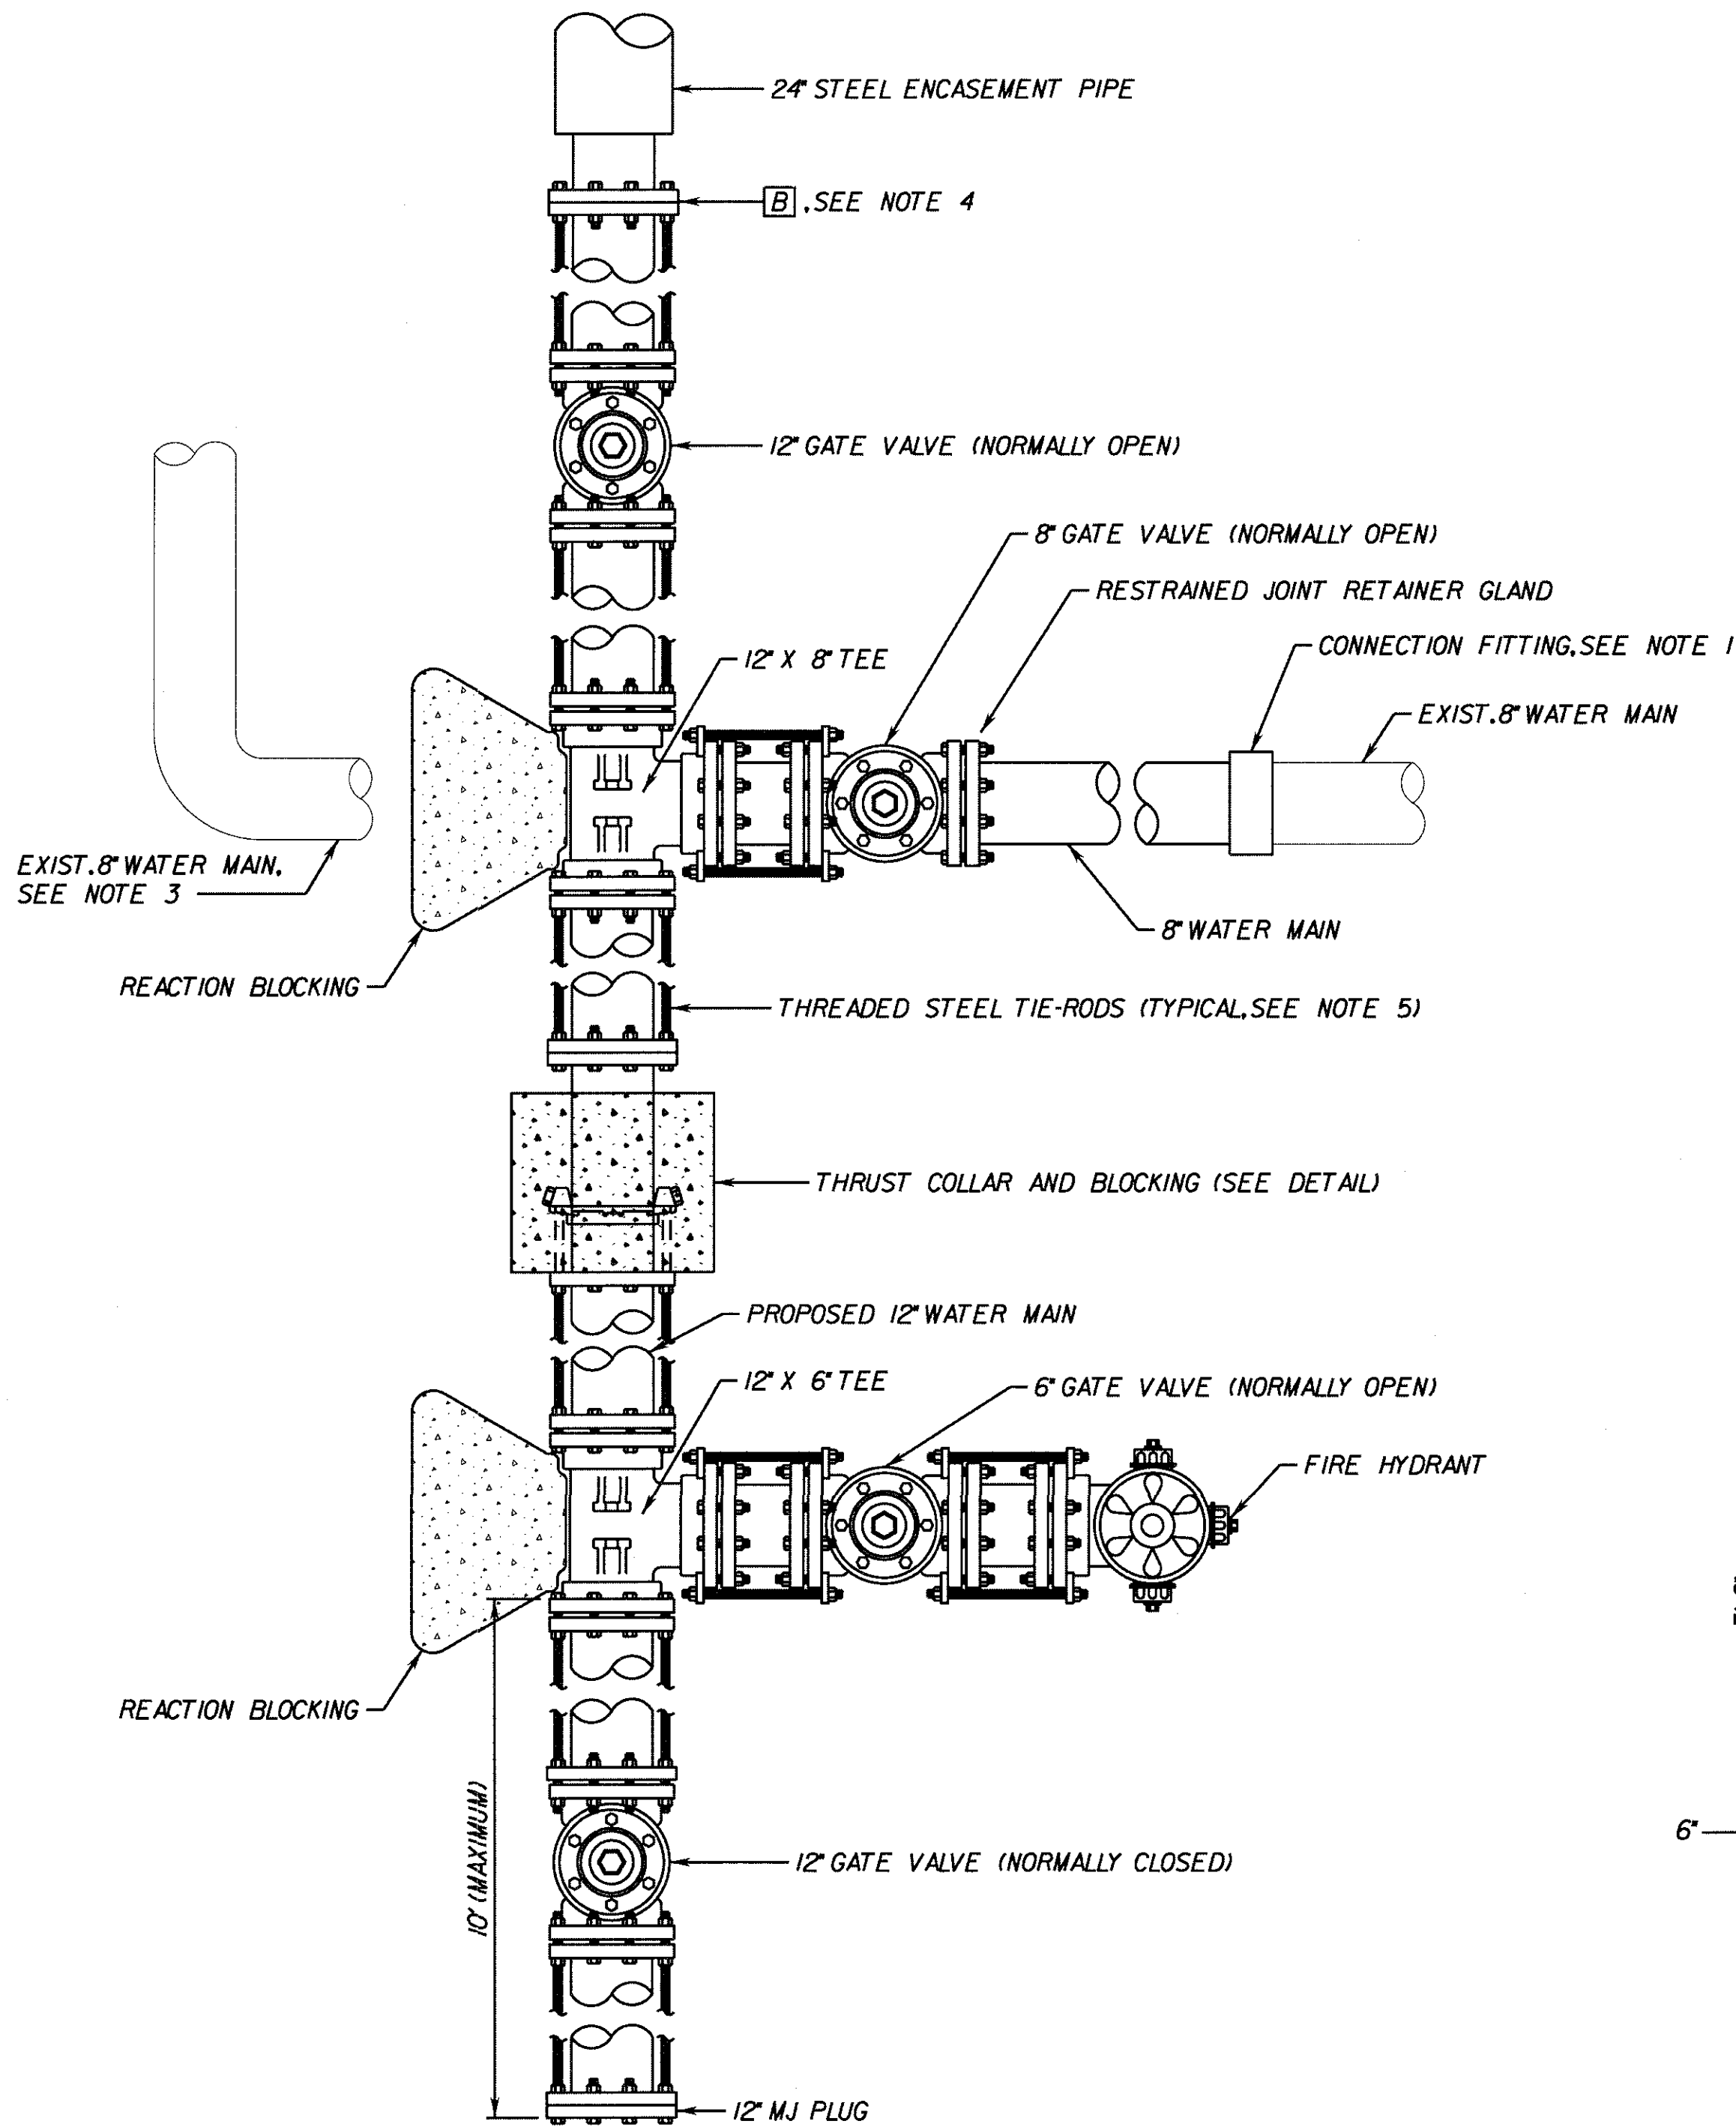 24" STEEL ENCASEMENT PIPE
B , SEE NOTE 4
12" GATE VALVE (NORMALLY OPEN)
8" GATE VALVE (NORMALLY OPEN)
RESTRAINED JOINT RETAINER GLAND
CONNECTION FITTING, SEE NOTE 1
12" X 8" TEE
EXIST. 8" WATER MAIN
EXIST. 8" WATER MAIN,
SEE NOTE 3
8" WATER MAIN
REACTION BLOCKING
THREADED STEEL TIE-RODS (TYPICAL, SEE NOTE 5)
THRUST COLLAR AND BLOCKING (SEE DETAIL)
PROPOSED 12" WATER MAIN
12" X 6" TEE
6" GATE VALVE (NORMALLY OPEN)
FIRE HYDRANT
REACTION BLOCKING
10' (MAXIMUM)
6"
12" GATE VALVE (NORMALLY CLOSED)
12" MJ PLUG